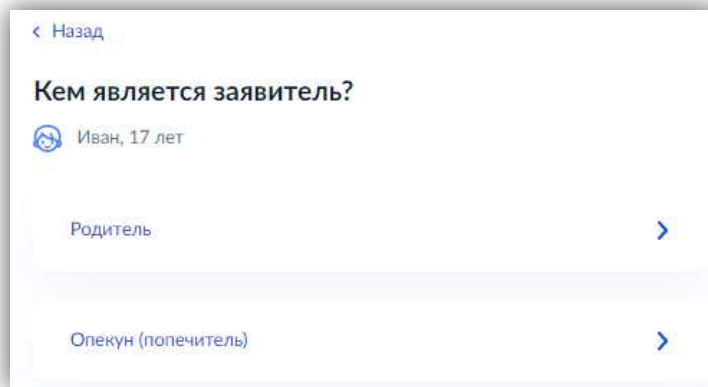 Назад
Кем является заявитель?
Иван, 17 лет
Родитель
Опекун (попечитель)